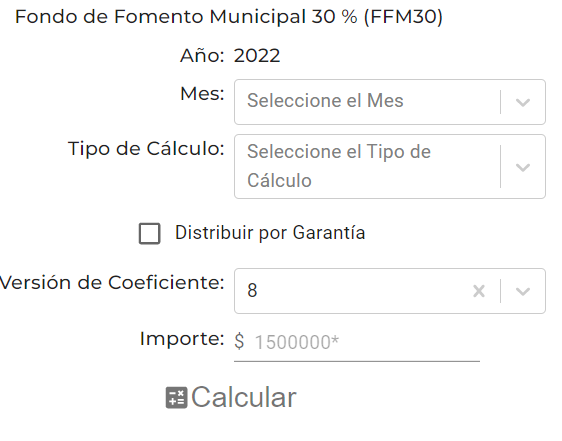 Fondo de Fomento Municipal 30 % (FFM30)
Año: 2022
Mes: Seleccione el Mes
Tipo de Cálculo: Seleccione el Tipo de
Cálculo
Distribuir por Garantía
Versión de Coeficiente: 8
Importe: $ 1500000*
Calcular